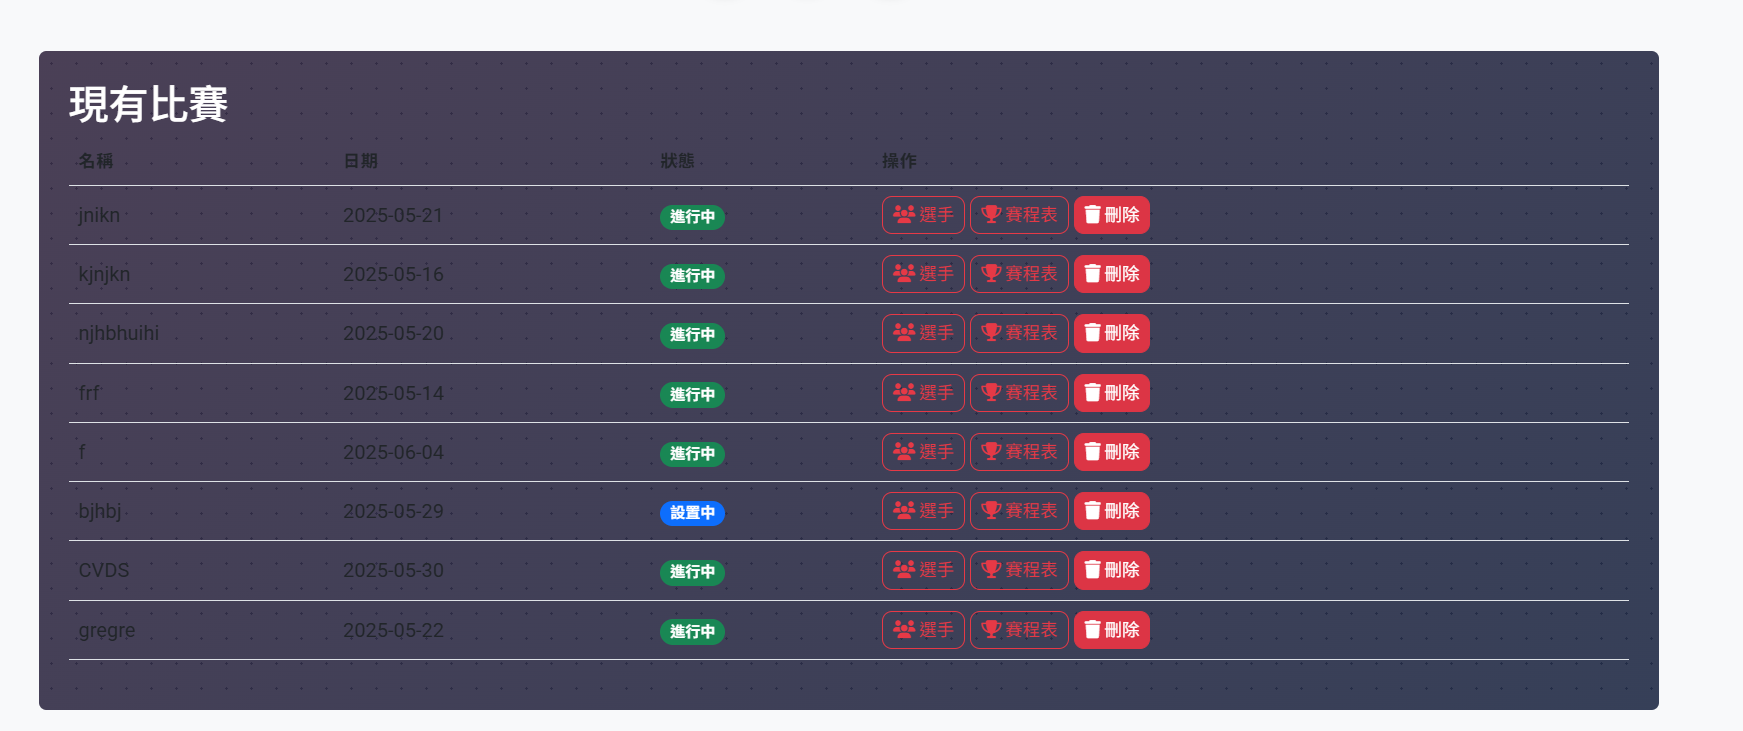 現有比賽
名稱 日期 狀態 操作
jnikn 2025-05-21 進行中 選手 賽程表 刪除
kjnjkn 2025-05-16 進行中 選手 賽程表 刪除
njhbhuihi 2025-05-20 進行中 選手 賽程表 刪除
frf 2025-05-14 進行中 選手 賽程表 刪除
f 2025-06-04 進行中 選手 賽程表 刪除
bjhbj 2025-05-29 設置中 選手 賽程表 刪除
CVDS 2025-05-30 進行中 選手 賽程表 刪除
gregre 2025-05-22 進行中 選手 賽程表 刪除